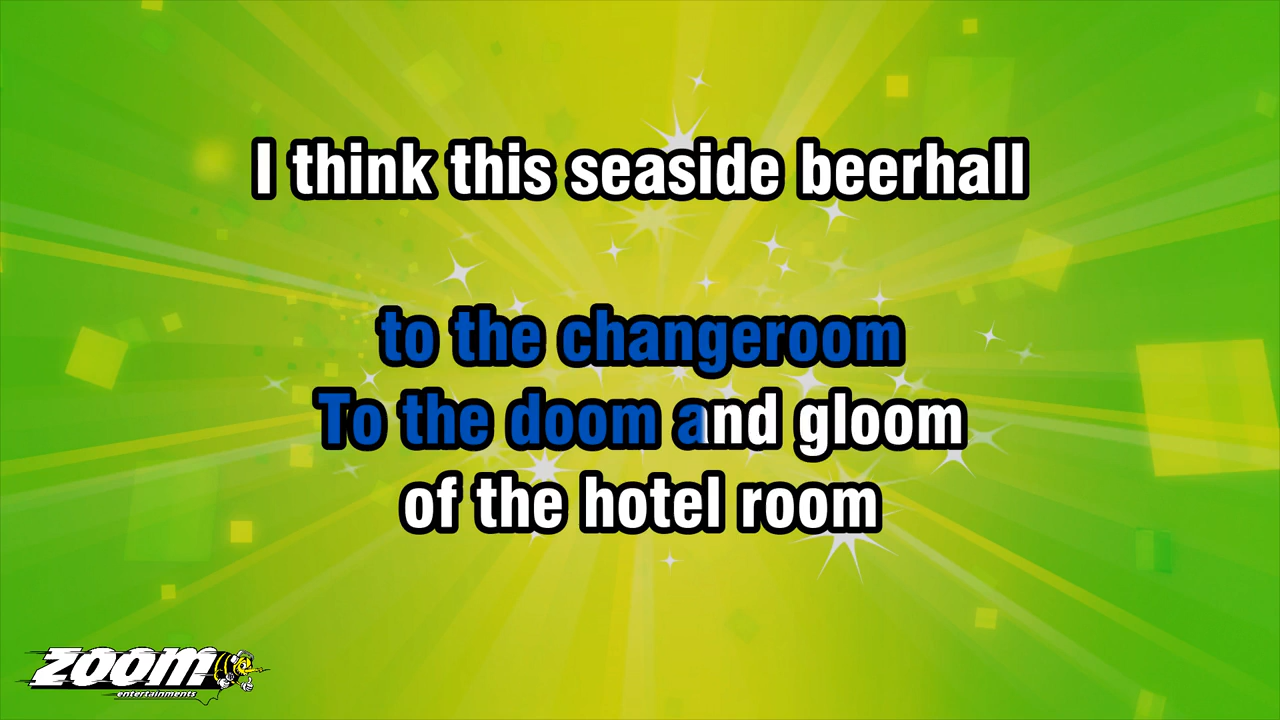 I think this seaside beerhall
to the changeroom
To the doom and gloom
of the hotel room
zoom
entertainments